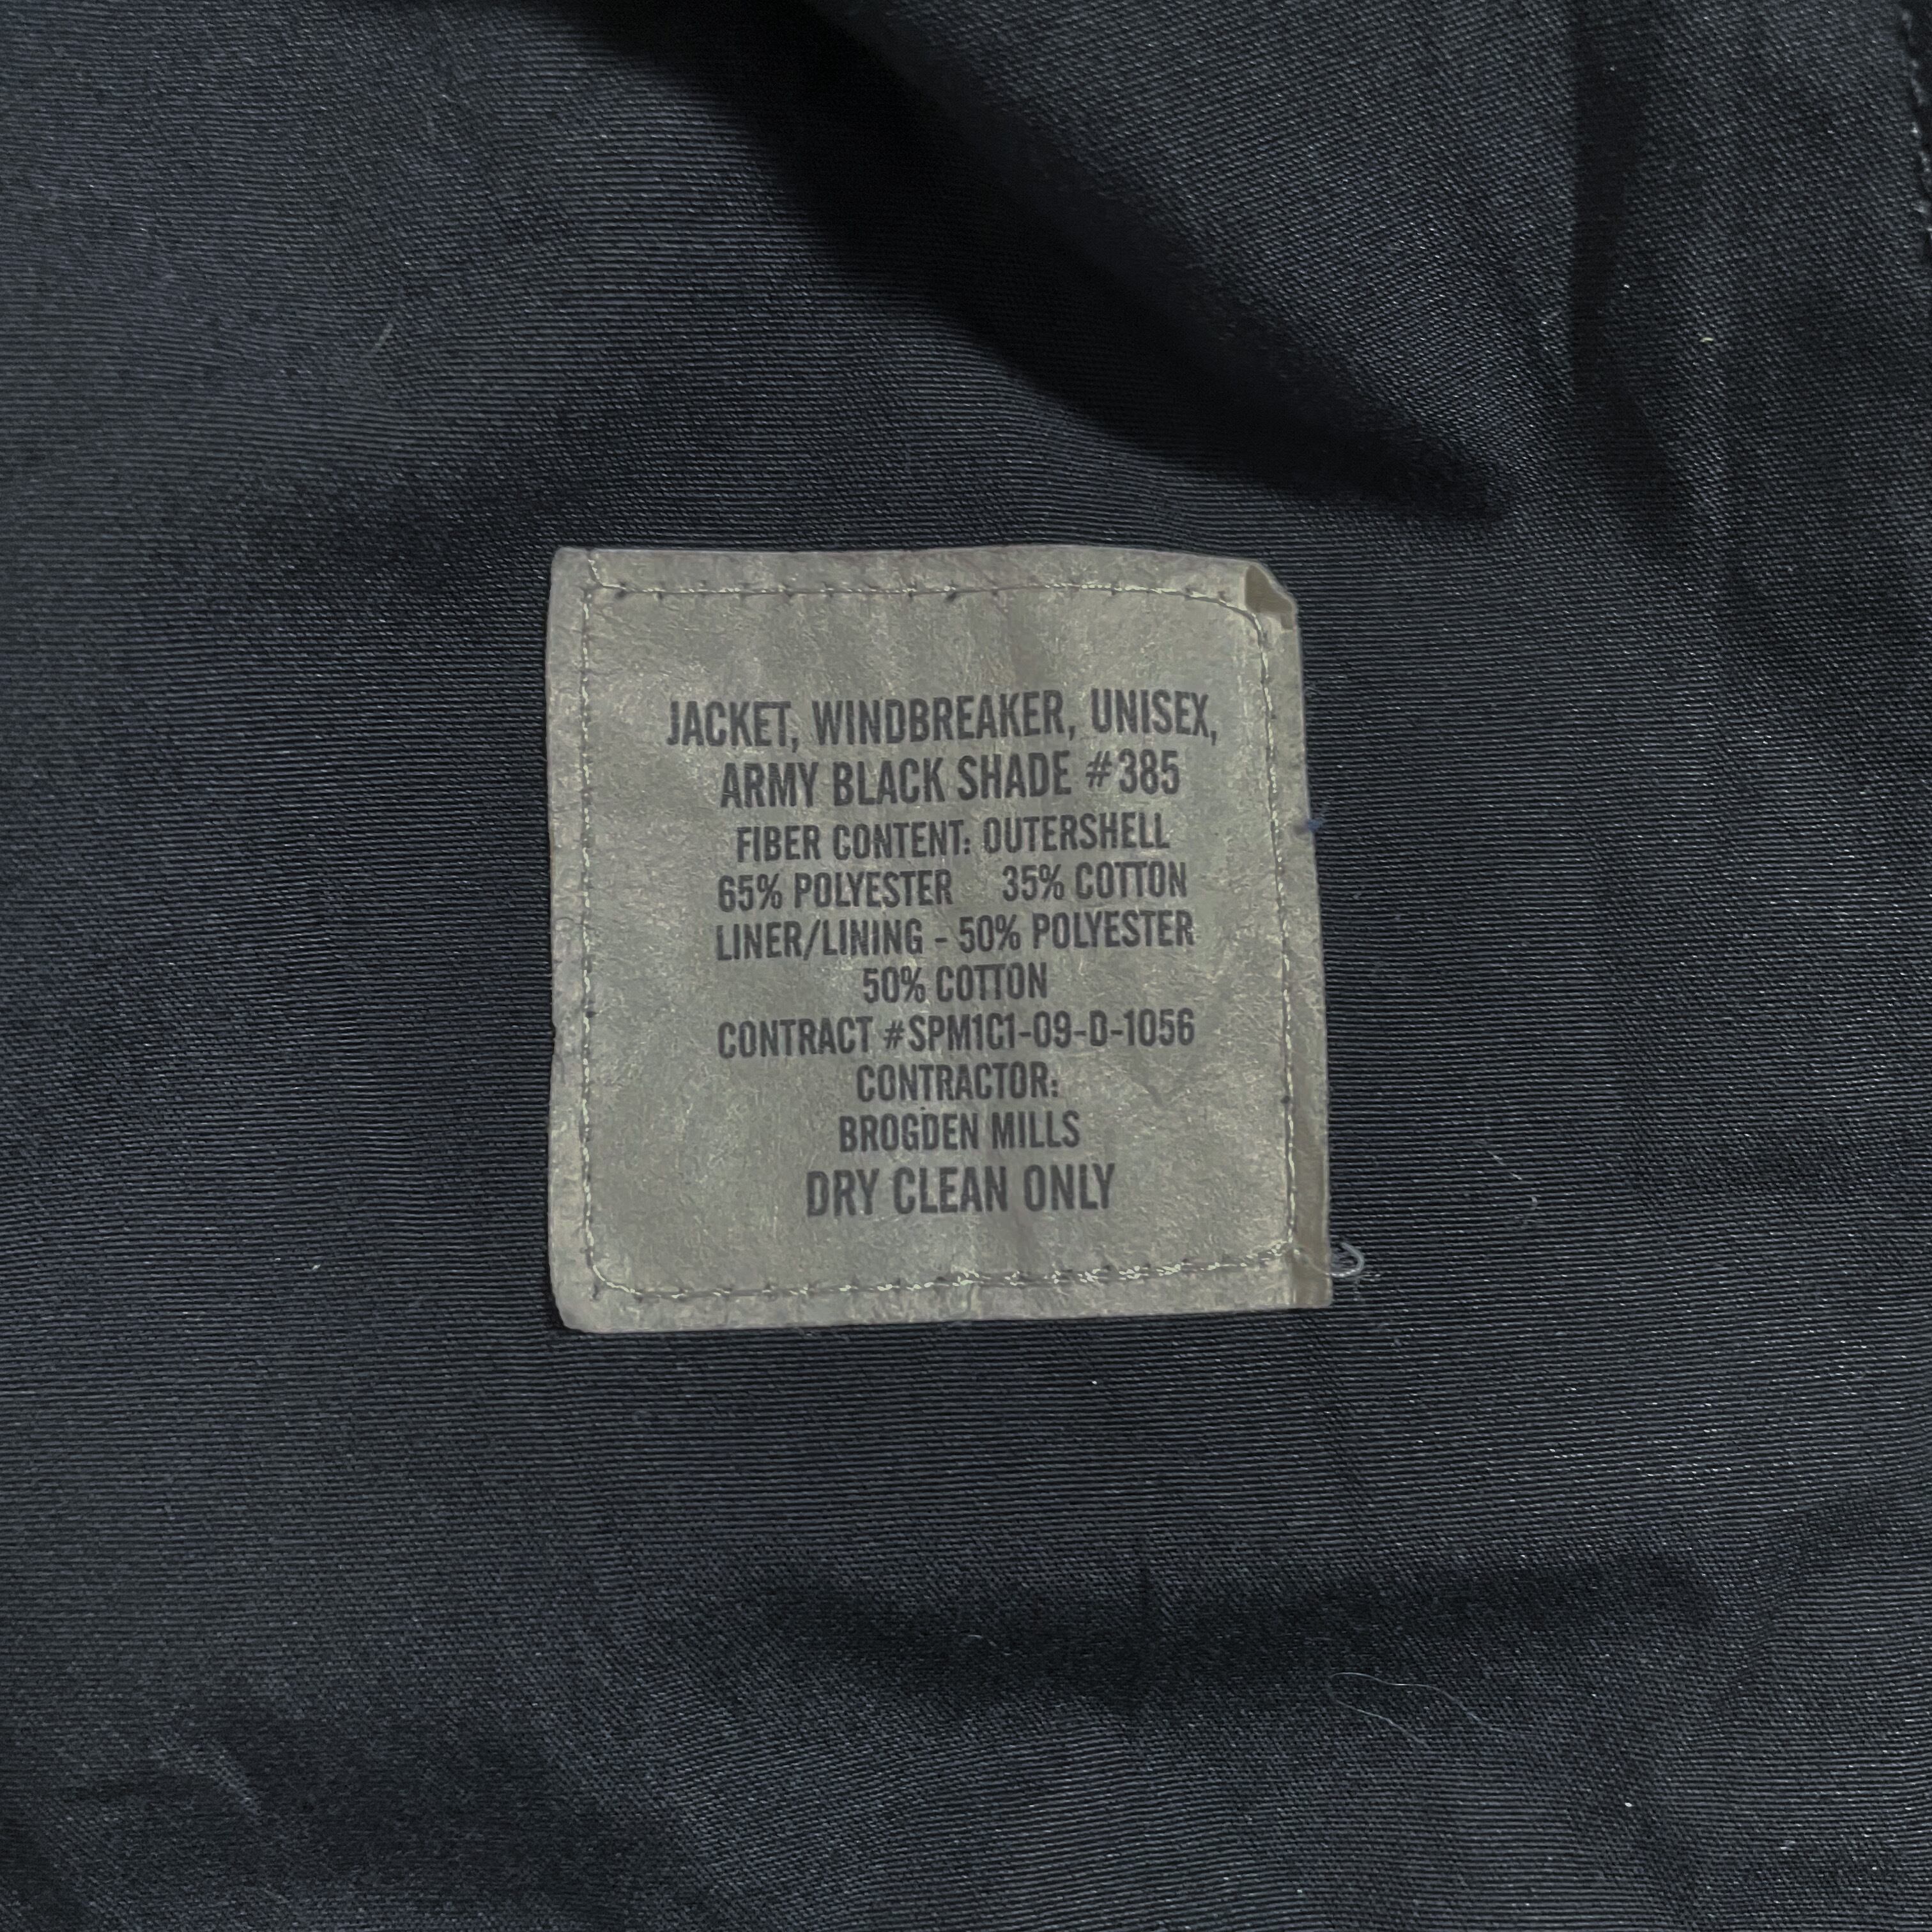 JACKET, WINDBREAKER, UNISEX,
ARMY BLACK SHADE #385
FIBER CONTENT: OUTERSHELL
65% POLYESTER 35% COTTON
LINER/LINING - 50% POLYESTER
50% COTTON
CONTRACT #SPM1C1-09-D-1056
CONTRACTOR:
BROGDEN MILLS
DRY CLEAN ONLY